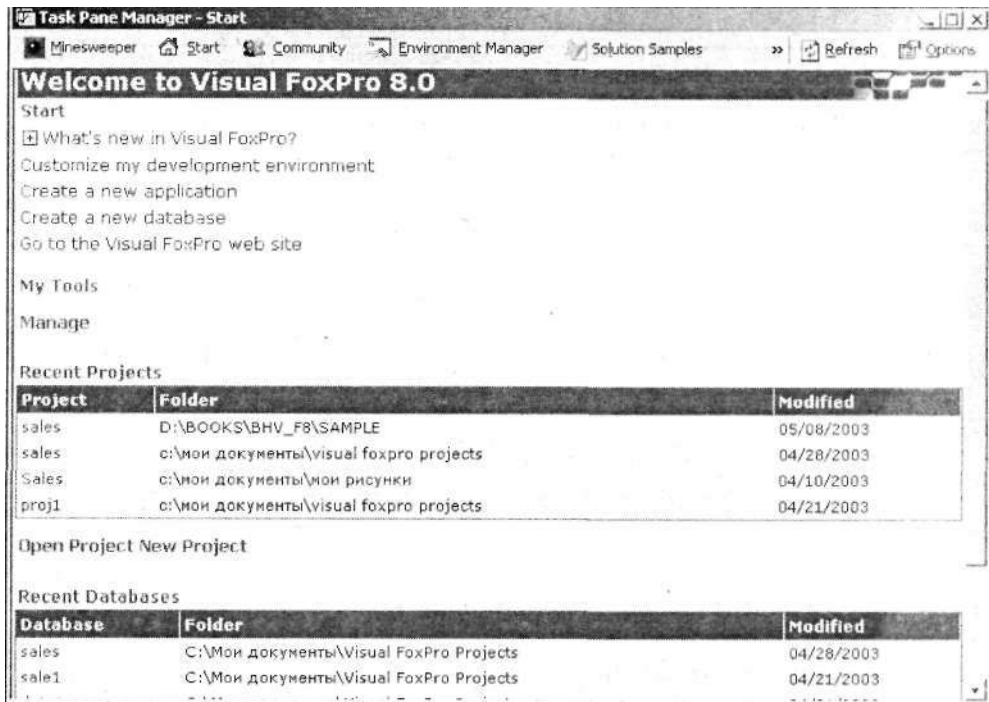 Task Pane Manager - Start
Minesweeper Start Community Environment Manager Solution Samples » Refresh Options
Welcome to Visual FoxPro 8.0
Start
What's new in Visual FoxPro?
Customize my development environment
Create a new application
Create a new database
Go to the Visual FoxPro web site
My Tools
Manage
Recent Projects
Project Folder Modified
sales D:\BOOKS\BHV_F8\SAMPLE 05/08/2003
sales c:\мои документы\visual foxpro projects 04/28/2003
Sales c:\мои документы\мои рисунки 04/10/2003
proj1 c:\мои документы\visual foxpro projects 04/21/2003
Open Project New Project
Recent Databases
Database Folder Modified
sales C:\Мои документы\Visual FoxPro Projects 04/28/2003
sale1 C:\Мои документы\Visual FoxPro Projects 04/21/2003